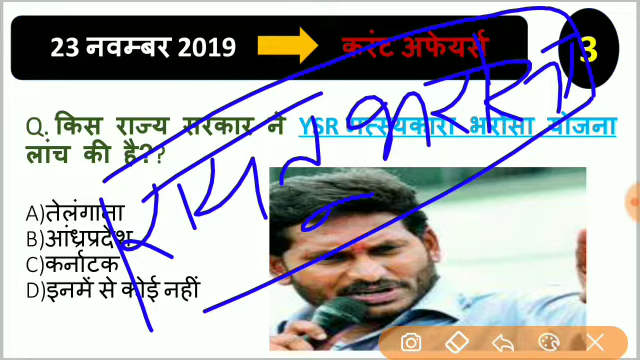 23 नवम्बर 2019 करंट अफेयर्स 3
Q. किस राज्य सरकार ने YSR मत्स्यकारा भरोसा योजना
लांच की है??
A)तेलंगाना
B)आंध्रप्रदेश
C)कर्नाटक
D)इनमें से कोई नहीं